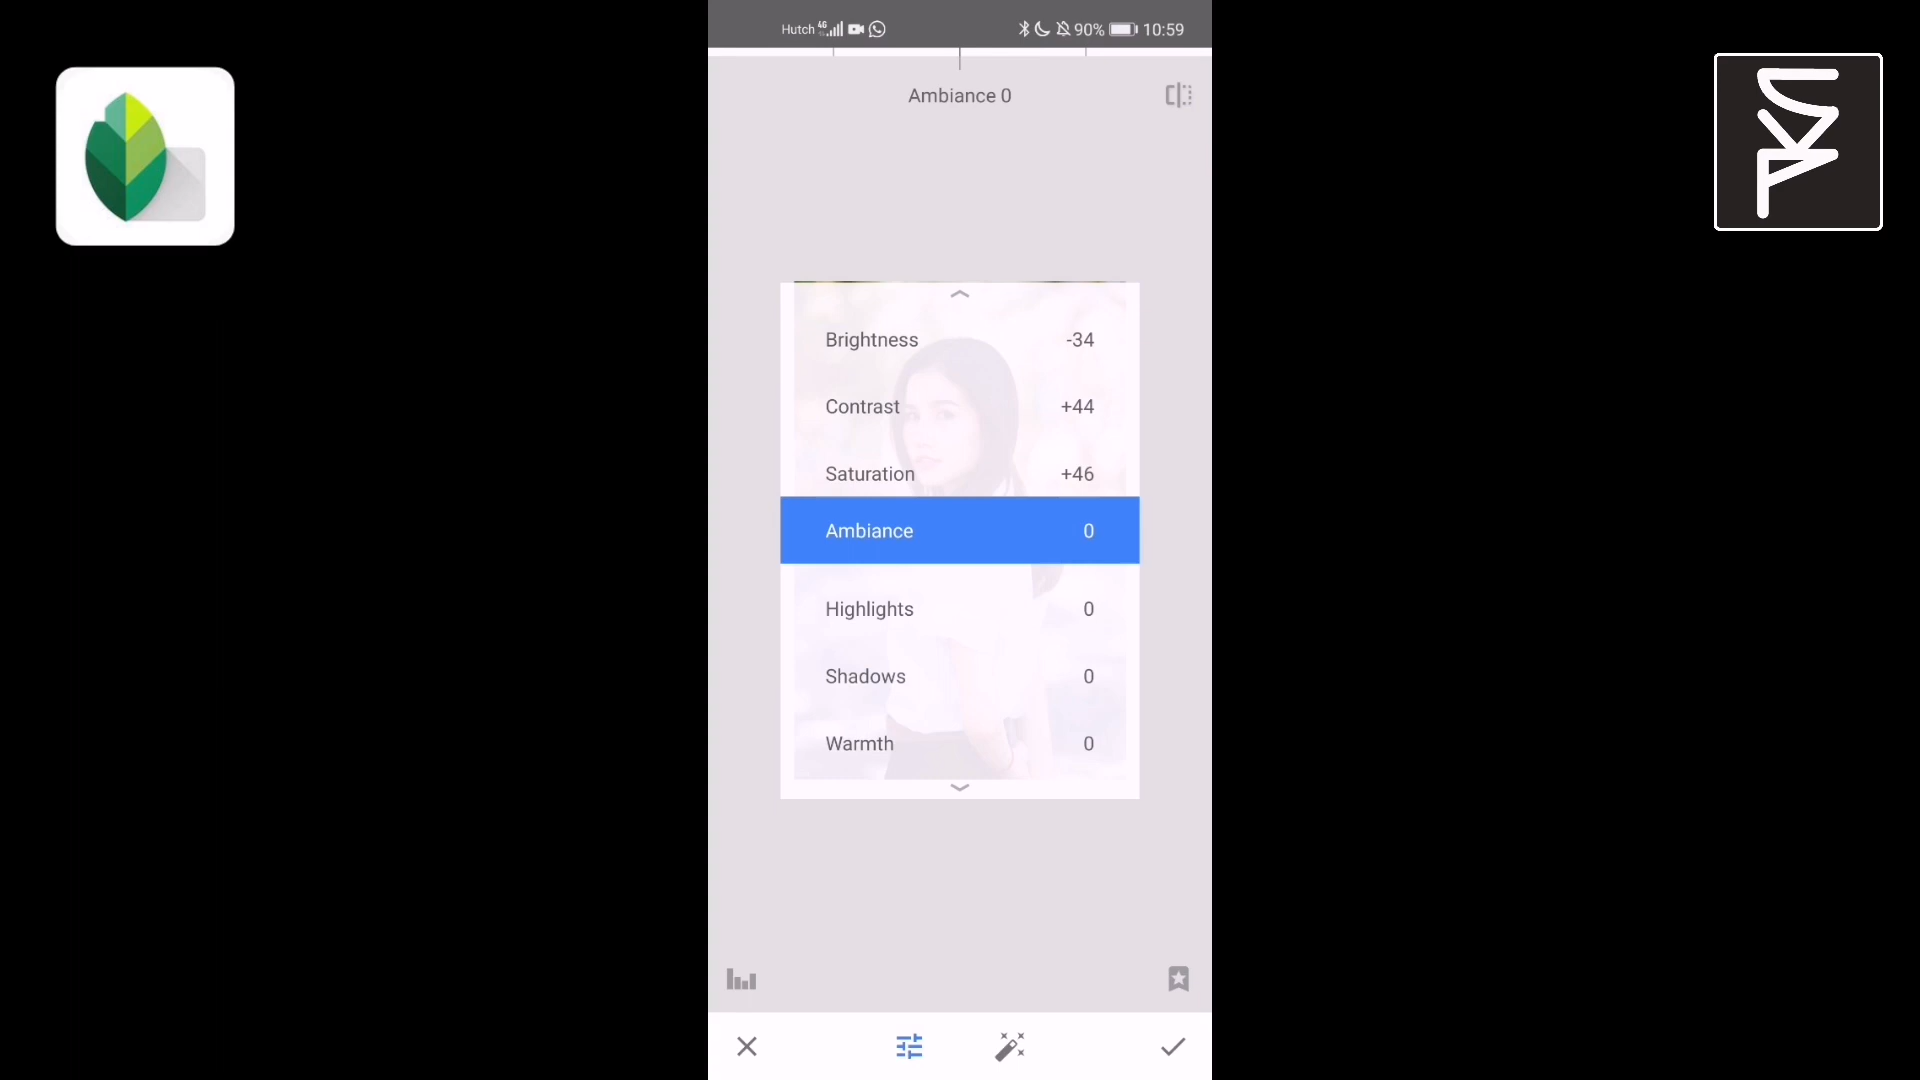 Hutch 4G 90% 10:59
Ambiance 0
Brightness -34
Contrast +44
Saturation +46
Ambiance 0
Highlights 0
Shadows 0
Warmth 0